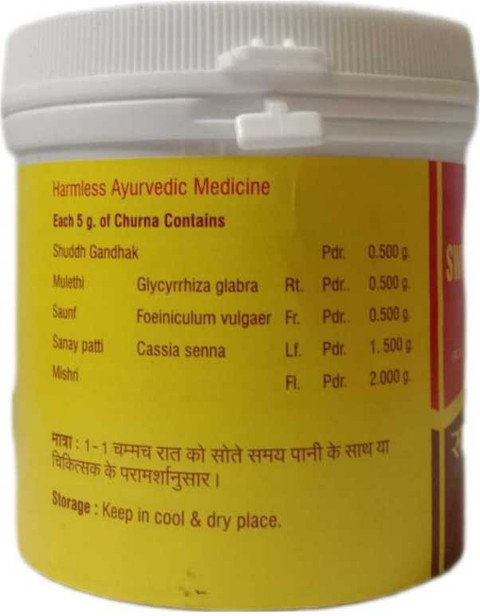 Harmless Ayurvedic Medicine
Each 5 g. of Churna Contains
Shuddh Gandhak Pdr. 0.500 g.
Mulethi Glycyrrhiza glabra Rt. Pdr.. 0.500 g.
Saunf Foeiniculum vulgaer Fr. Pdr.. 0.500 g.
Sanay patti Cassia senna Lf. Pdr. 1.500 g.
Mishri Fl. Pdr. 2.000 g.
मात्रा : 1-1 चम्मच रात को सोते समय पानी के साथ या
चिकित्सक के परामर्शानुसार।
Storage : Keep in cool & dry place.